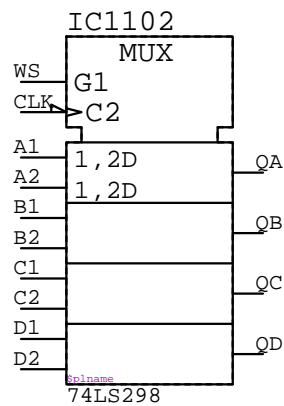 IC1102
MUX
WS
G1
CLK
C2
A1
1,2D
QA
A2
1,2D
B1
QB
B2
C1
QC
C2
D1
QD
D2
$plname
74LS298